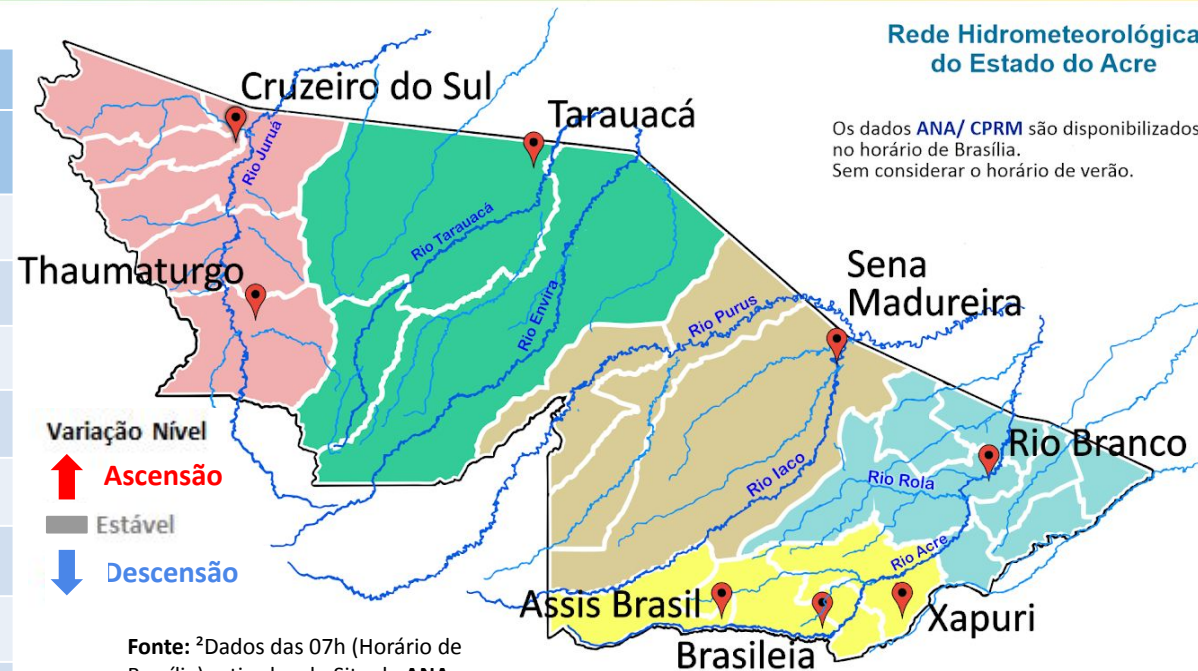 Rede Hidrometeorológica
do Estado do Acre
Os dados ANA/ CPRM são disponibilizados
no horário de Brasília.
Sem considerar o horário de verão.
Cruzeiro do Sul
Tarauacá
Rio Juruá
Rio Tarauacá
Thaumaturgo
Rio Envira
Sena
Madureira
Rio Purus
Variação Nível
Ascensão
Estável
Descensão
Rio Branco
Rio Iaco
Rio Rola
Rio Acre
Assis Brasil
Xapuri
Brasileia
Fonte: ²Dados das 07h (Horário de